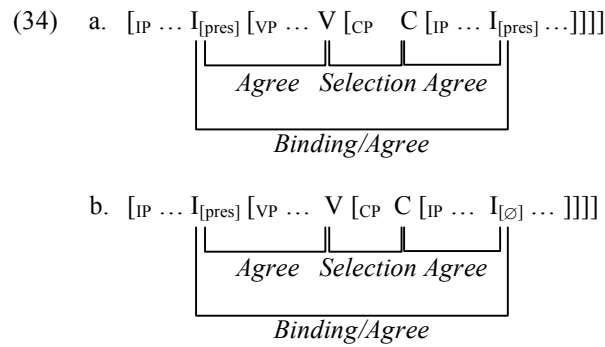 (34) a. [IP … I[pres] [VP … V [CP C [IP … I[pres] …]]]]
Agree Selection Agree
Binding/Agree
b. [IP … I[pres] [VP … V [CP C [IP … I[∅] … ]]]]
Agree Selection Agree
Binding/Agree